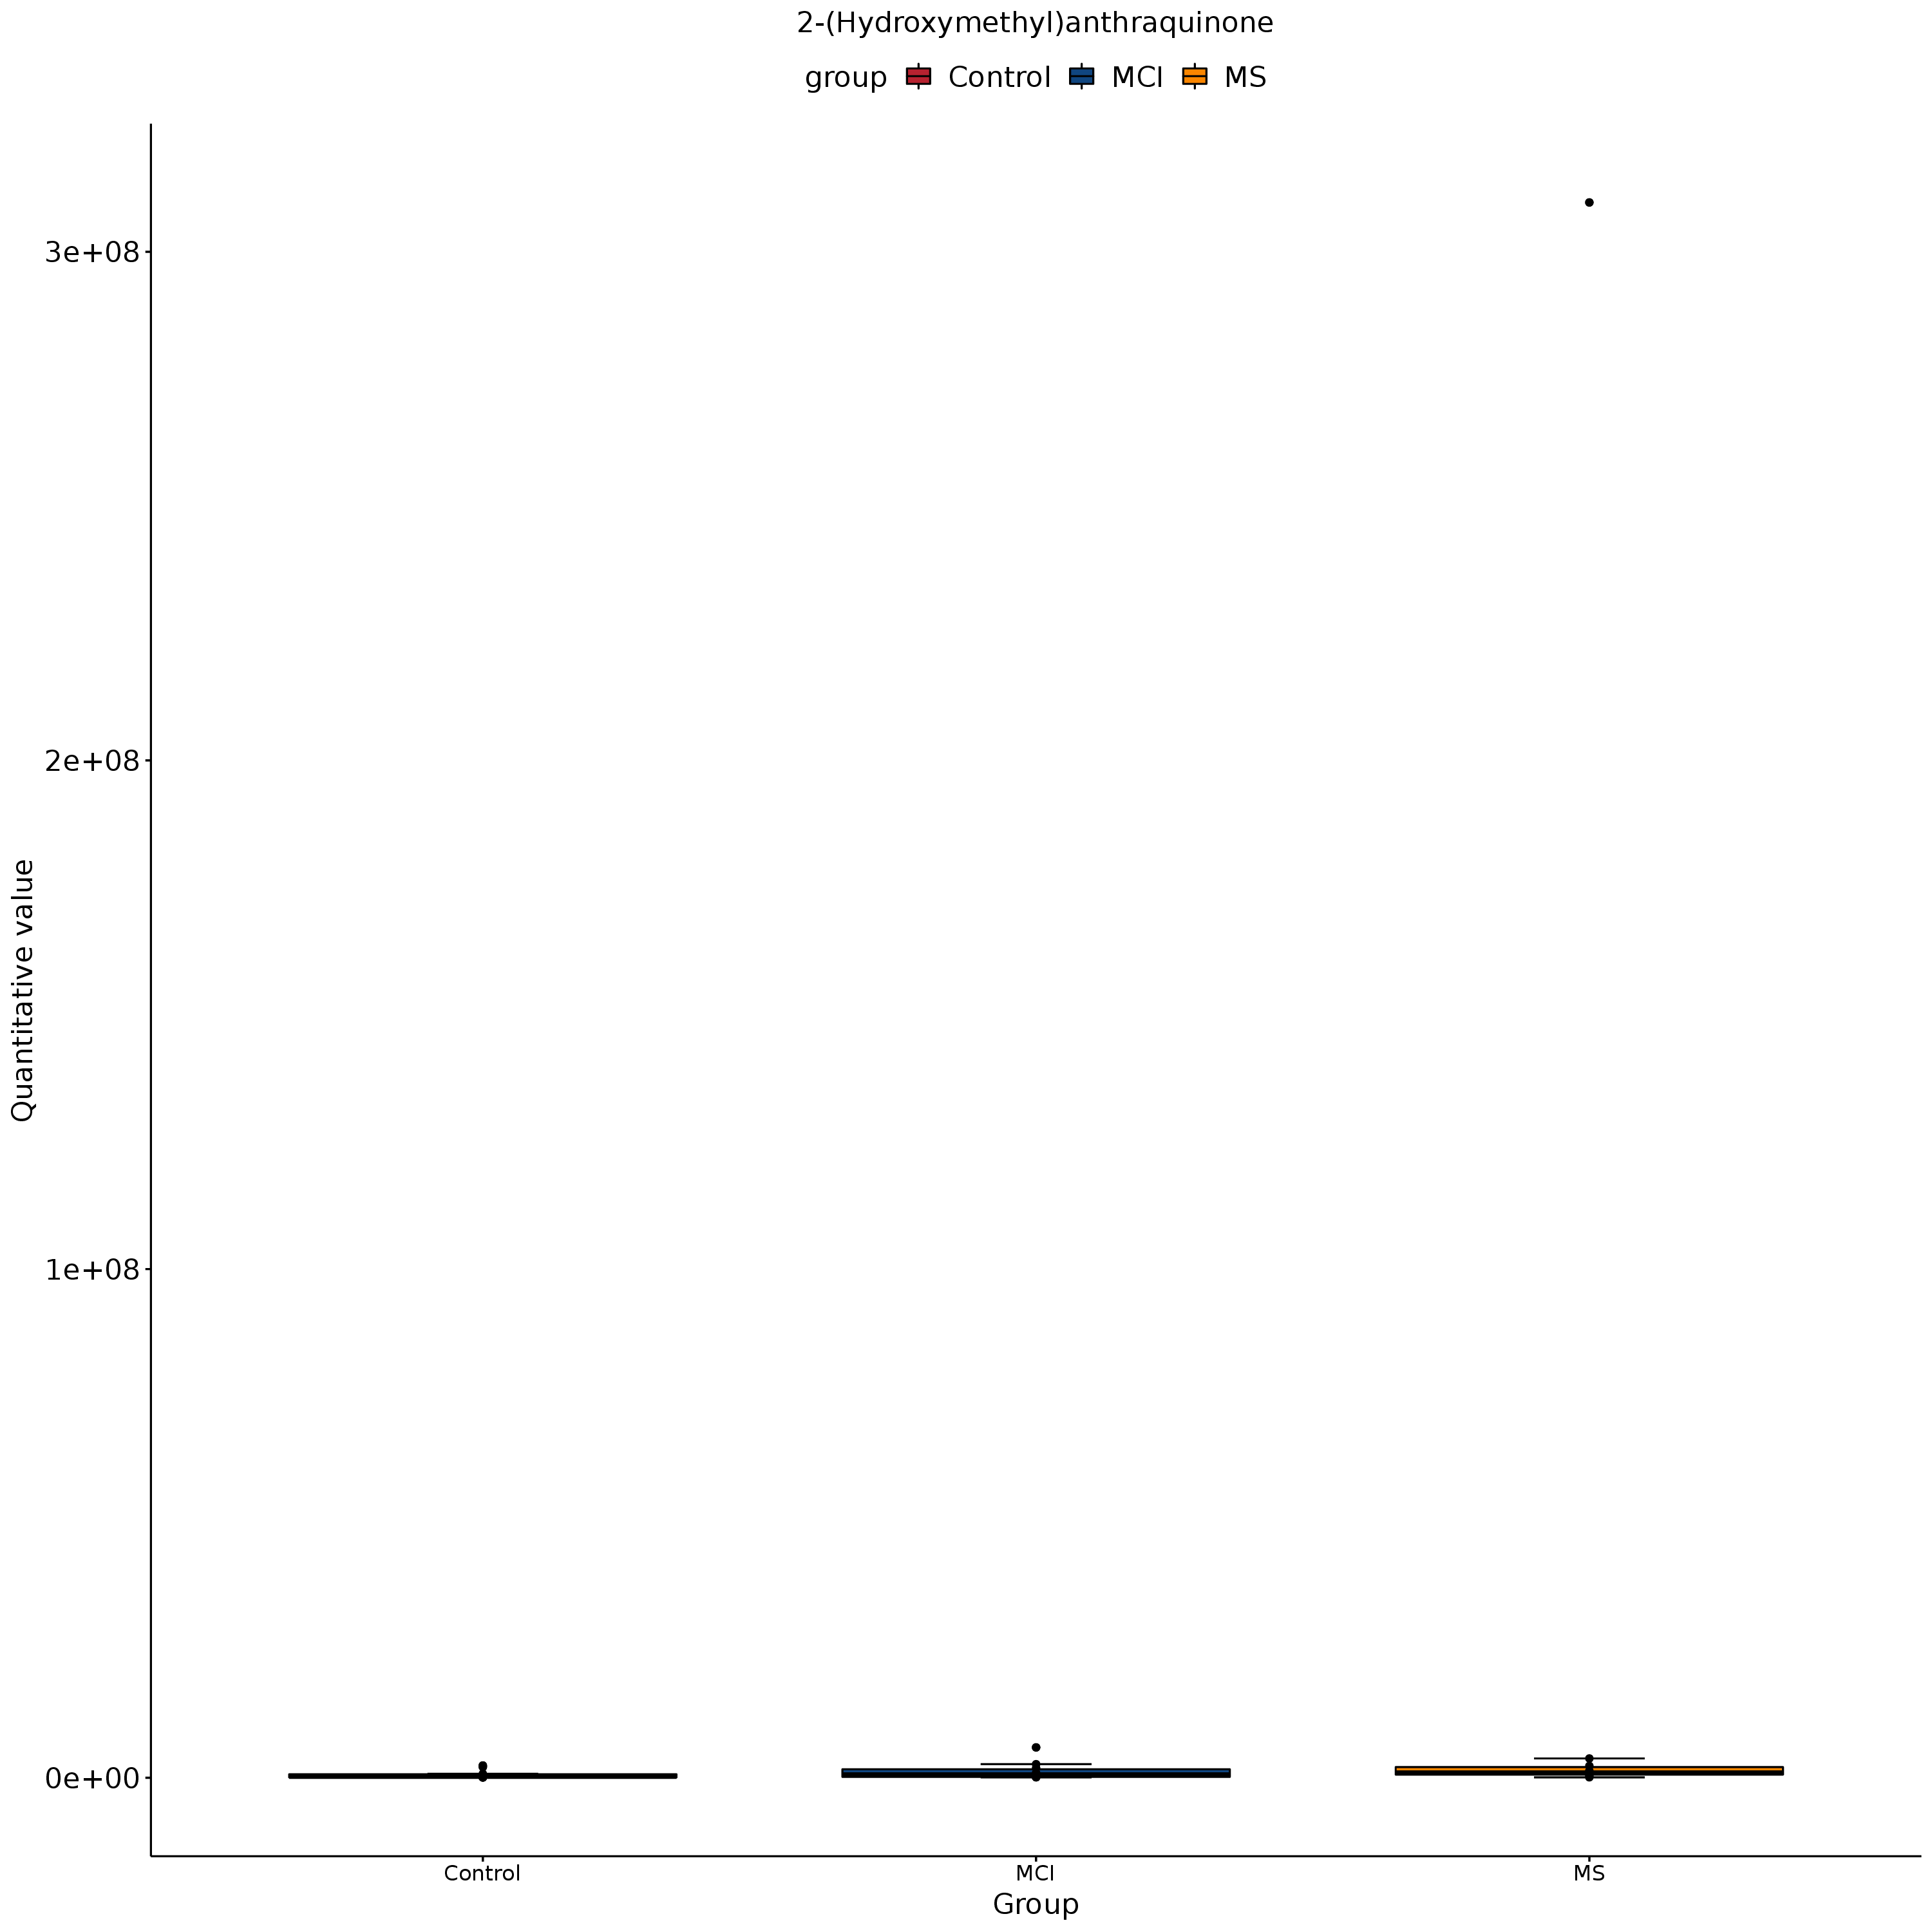 2-(Hydroxymethyl)anthraquinone
group Control MCI MS
3e+08
2e+08
1e+08
0e+00
Quantitative value
Control MCI MS
Group